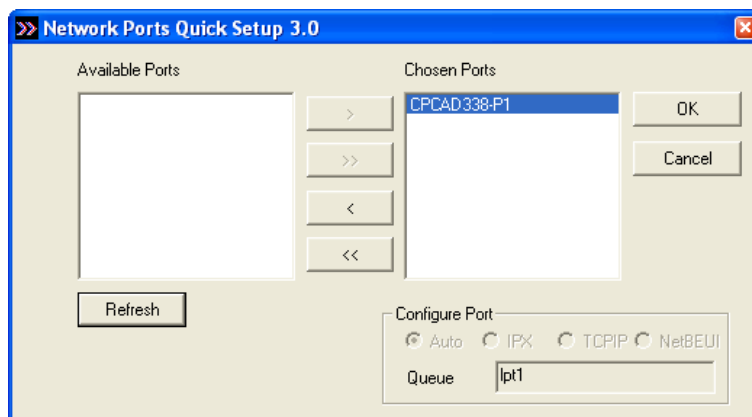 Network Ports Quick Setup 3.0
Available Ports
Chosen Ports
CPCAD338-P1
>
>>
<
<<
OK
Cancel
Refresh
Configure Port
Auto IPX TCPIP NetBEUI
Queue lpt1